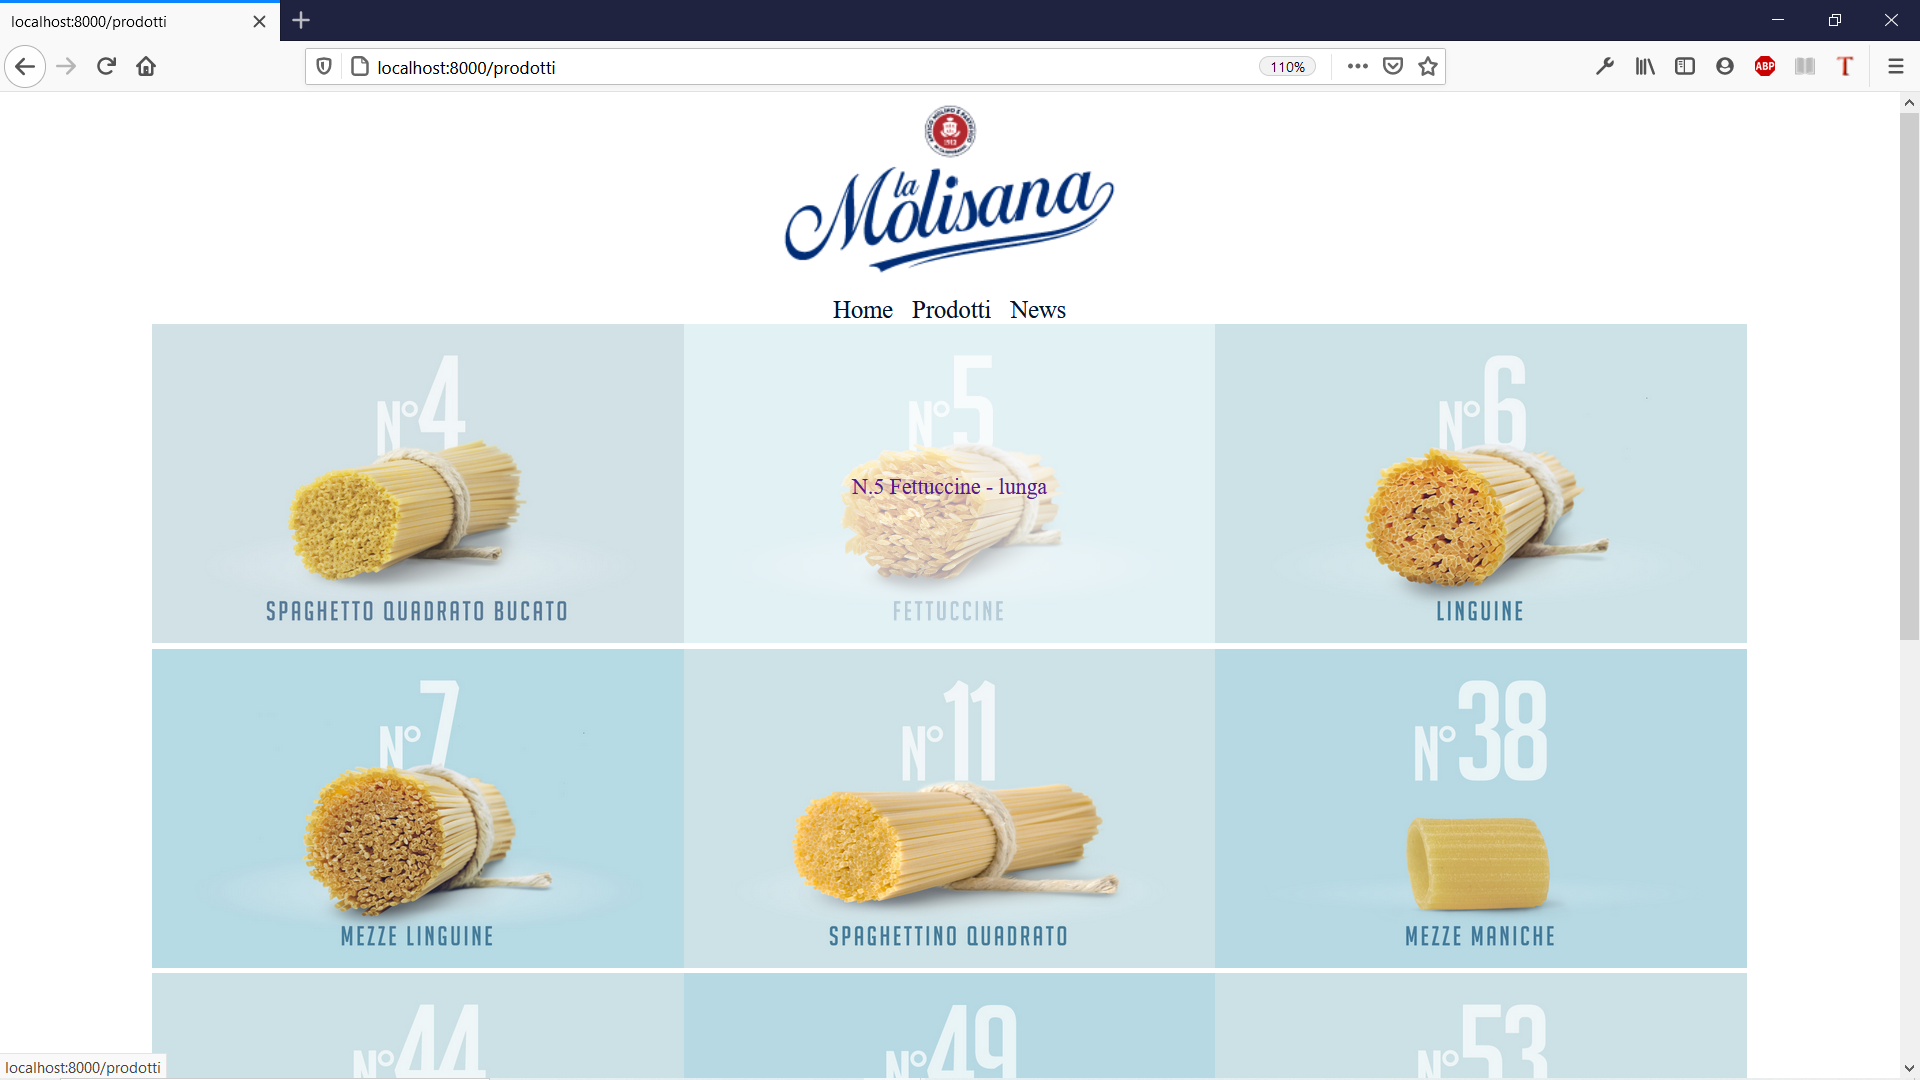 localhost:8000/prodotti
localhost:8000/prodotti
110%
ABP
T
1912
la Molisana
Home Prodotti News
N°4
N°5
N°6
N.5 Fettuccine - lunga
SPAGHETTO QUADRATO BUCATO
FETTUCCINE
LINGUINE
N°7
N°11
N°38
MEZZE LINGUINE
SPAGHETTINO QUADRATO
MEZZE MANICHE
N°44
N°49
N°53
localhost:8000/prodotti